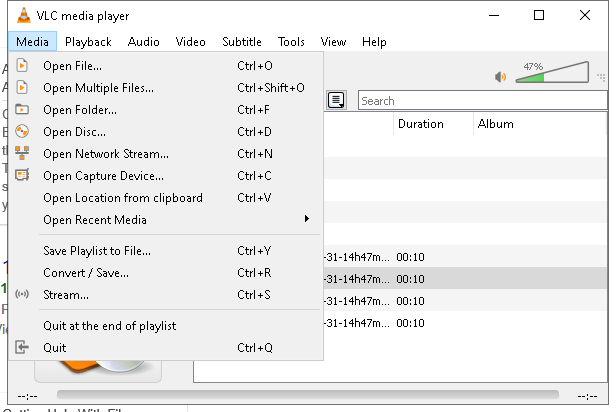 VLC media player
Media Playback Audio Video Subtitle Tools View Help
Open File... Ctrl+O
Open Multiple Files... Ctrl+Shift+O
Open Folder... Ctrl+F
Open Disc... Ctrl+D
Open Network Stream... Ctrl+N
Open Capture Device... Ctrl+C
Open Location from clipboard Ctrl+V
Open Recent Media
Save Playlist to File... Ctrl+Y
Convert / Save... Ctrl+R
Stream... Ctrl+S
Quit at the end of playlist
Quit Ctrl+Q
47%
Search
Duration Album
-31-14h47m... 00:10
-31-14h47m... 00:10
-31-14h47m... 00:10
-31-14h47m... 00:10
--:-- --:--